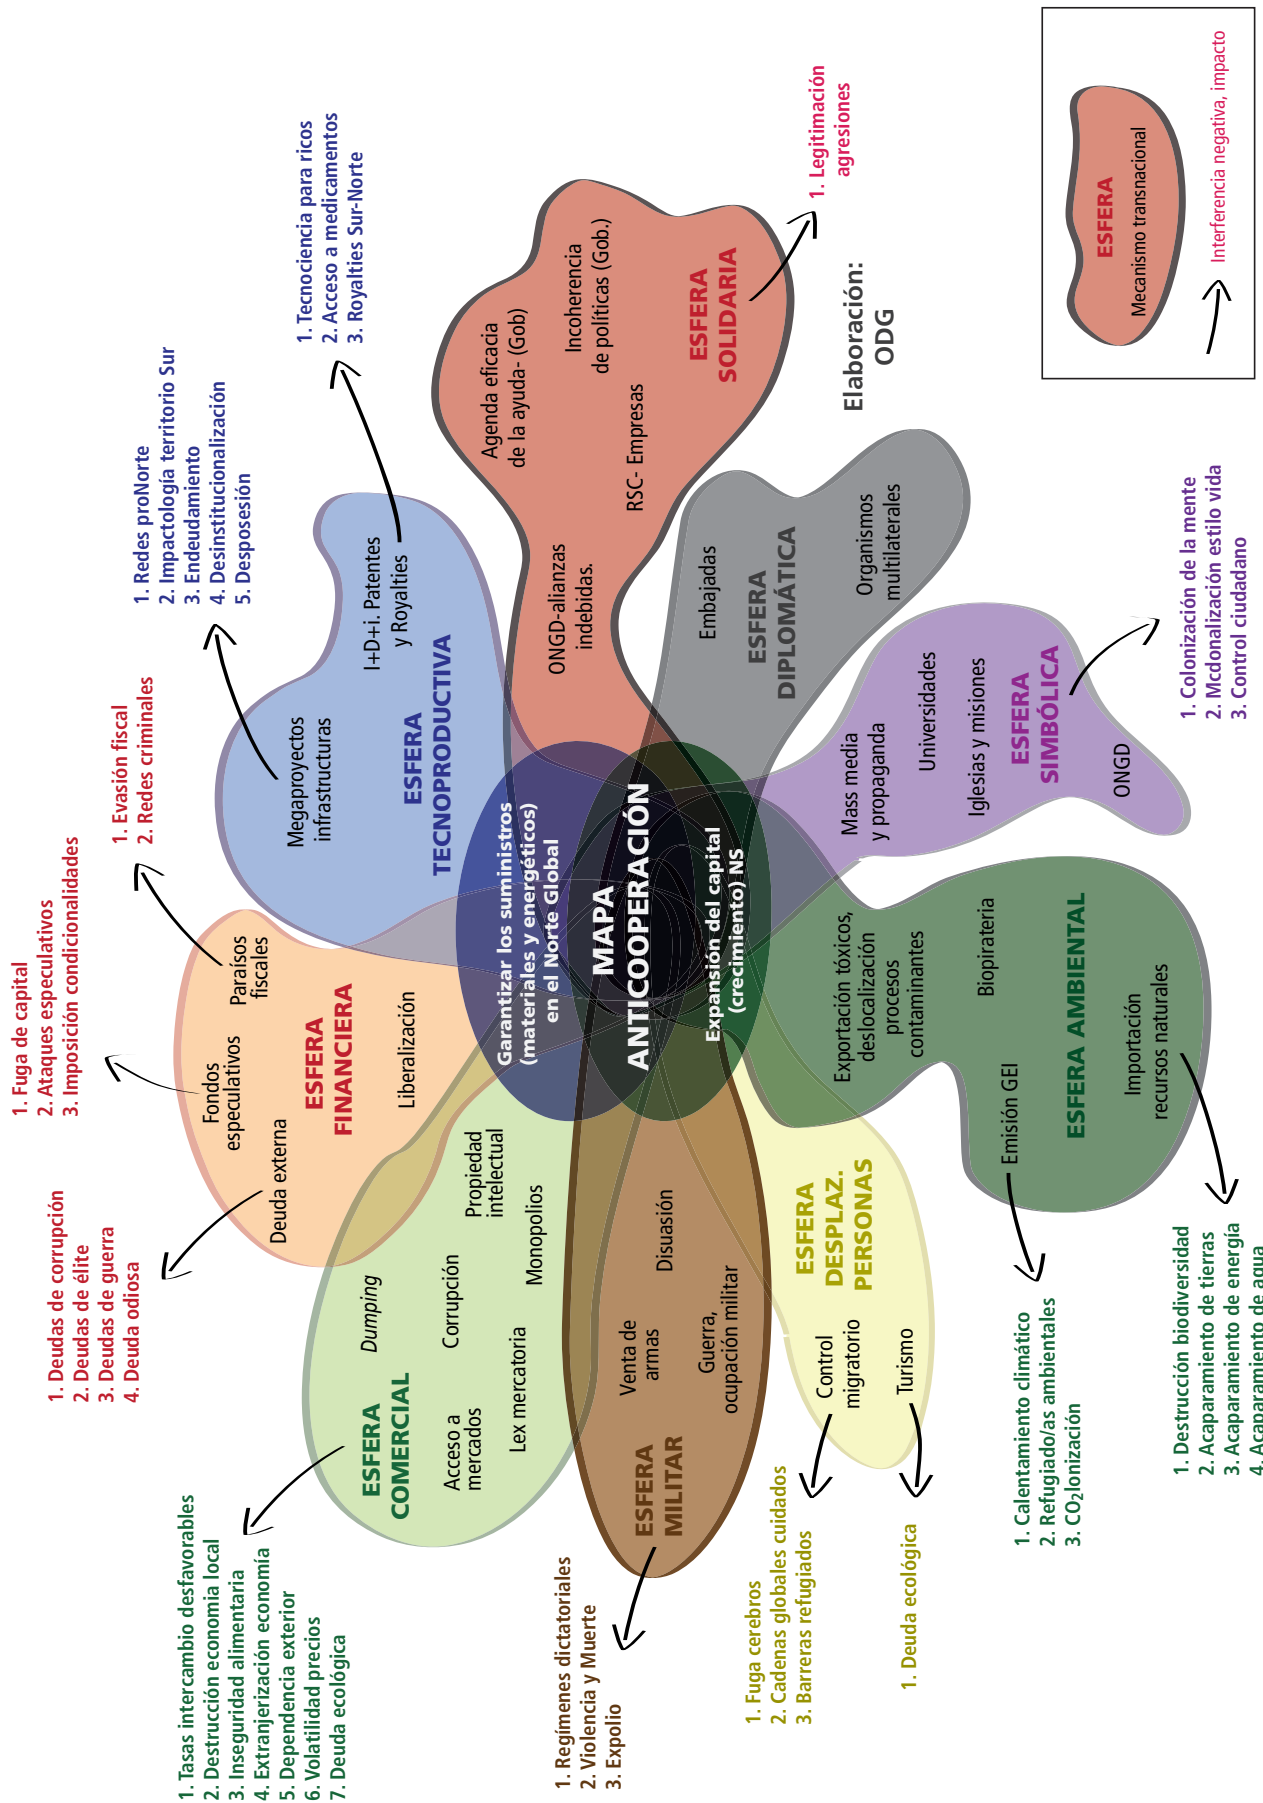 1. Fuga de capital
2. Ataques especulativos
3. Imposición condicionalidades
1. Deudas de corrupción
2. Deudas de élite
3. Deudas de guerra
4. Deuda odiosa
1. Evasión fiscal
2. Redes criminales
1. Redes proNorte
2. Impactología territorio Sur
3. Endeudamiento
4. Desinstitucionalización
5. Desposesión
1. Tecnociencia para ricos
2. Acceso a medicamentos
3. Royalties Sur-Norte
Fondos
especulativos
Paraísos
fiscales
Deuda externa
ESFERA
FINANCIERA
Liberalización
Megaproyectos
infrastructuras
I+D+i. Patentes
y Royalties
ESFERA
TECNOPRODUCTIVA
1. Tasas intercambio desfavorables
2. Destrucción economia local
3. Inseguridad alimentaria
4. Extranjerización economía
5. Dependencia exterior
6. Volatilidad precios
7. Deuda ecológica
ESFERA
COMERCIAL
Dumping
Acceso a
mercados
Corrupción
Propiedad
intelectual
Lex mercatoria
Monopolios
Agenda eficacia
de la ayuda- (Gob)
Incoherencia
de políticas (Gob.)
ONGD-alianzas
indebidas.
RSC- Empresas
ESFERA
SOLIDARIA
1. Legitimación
agresiones
Garantizar los suministros
(materiales y energéticos)
en el Norte Global
MAPA
ANTICOOPERACIÓN
Expansión del capital
(crecimiento) NS
1. Regímenes dictatoriales
2. Violencia y Muerte
3. Expolio
ESFERA
MILITAR
Venta de
armas
Disuasión
Guerra,
ocupación militar
Embajadas
ESFERA
DIPLOMÁTICA
Organismos
multilaterales
Elaboración:
ODG
1. Fuga cerebros
2. Cadenas globales cuidados
3. Barreras refugiados
1. Deuda ecológica
ESFERA
DESPLAZ.
PERSONAS
Control
migratorio
Turismo
Exportación tóxicos,
deslocalización
procesos
contaminantes
Biopirateria
Emisión GEI
ESFERA AMBIENTAL
Importación
recursos naturales
Mass media
y propaganda
Universidades
Iglesias y misiones
ESFERA
SIMBÓLICA
ONGD
1. Calentamiento climático
2. Refugiado/as ambientales
3. CO₂lonización
1. Destrucción biodiversidad
2. Acaparamiento de tierras
3. Acaparamiento de energía
4. Acaparamiento de agua
1. Colonización de la mente
2. Mcdonalización estilo vida
3. Control ciudadano
ESFERA
Mecanismo transnacional
Interferencia negativa, impacto